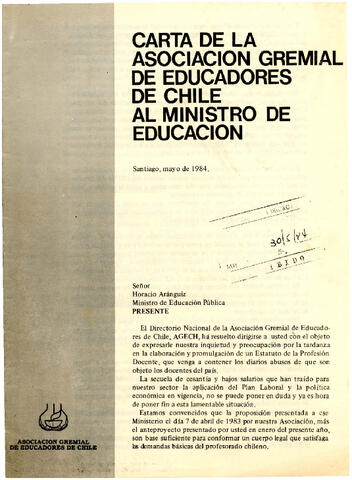 CARTA DE LA
ASOCIACION GREMIAL
DE EDUCADORES
DE CHILE
AL MINISTRO DE
EDUCACION
Santiago, mayo de 1984.
30/5/84
IBIDO
Señor
Horacio Aránguiz
Ministro de Educación Pública
PRESENTE
El Directorio Nacional de la Asociación Gremial de Educado-
res de Chile, AGECH, ha resuelto dirigirse a usted con el objeto
de expresarle nuestra inquietud y preocupación por la tardanza
en la elaboración y promulgación de un Estatuto de la Profesión
Docente, que venga a contener los diarios abusos de que son
objeto los docentes del país.
La secuela de cesantía y bajos salarios que han traído para
nuestro sector la aplicación del Plan Laboral y la política
económica en vigencia, no se puede poner en duda y ya es hora
de poner fin a esta lamentable situación.
Estamos convencidos que la proposición presentada a ese
Ministerio el día 7 de abril de 1983 por nuestra Asociación, más
el anteproyecto presentado por usted en enero del presente año,
son base suficiente para conformar un cuerpo legal que satisfaga
las demandas básicas del profesorado chileno.
ASOCIACION GREMIAL
DE EDUCADORES DE CHILE